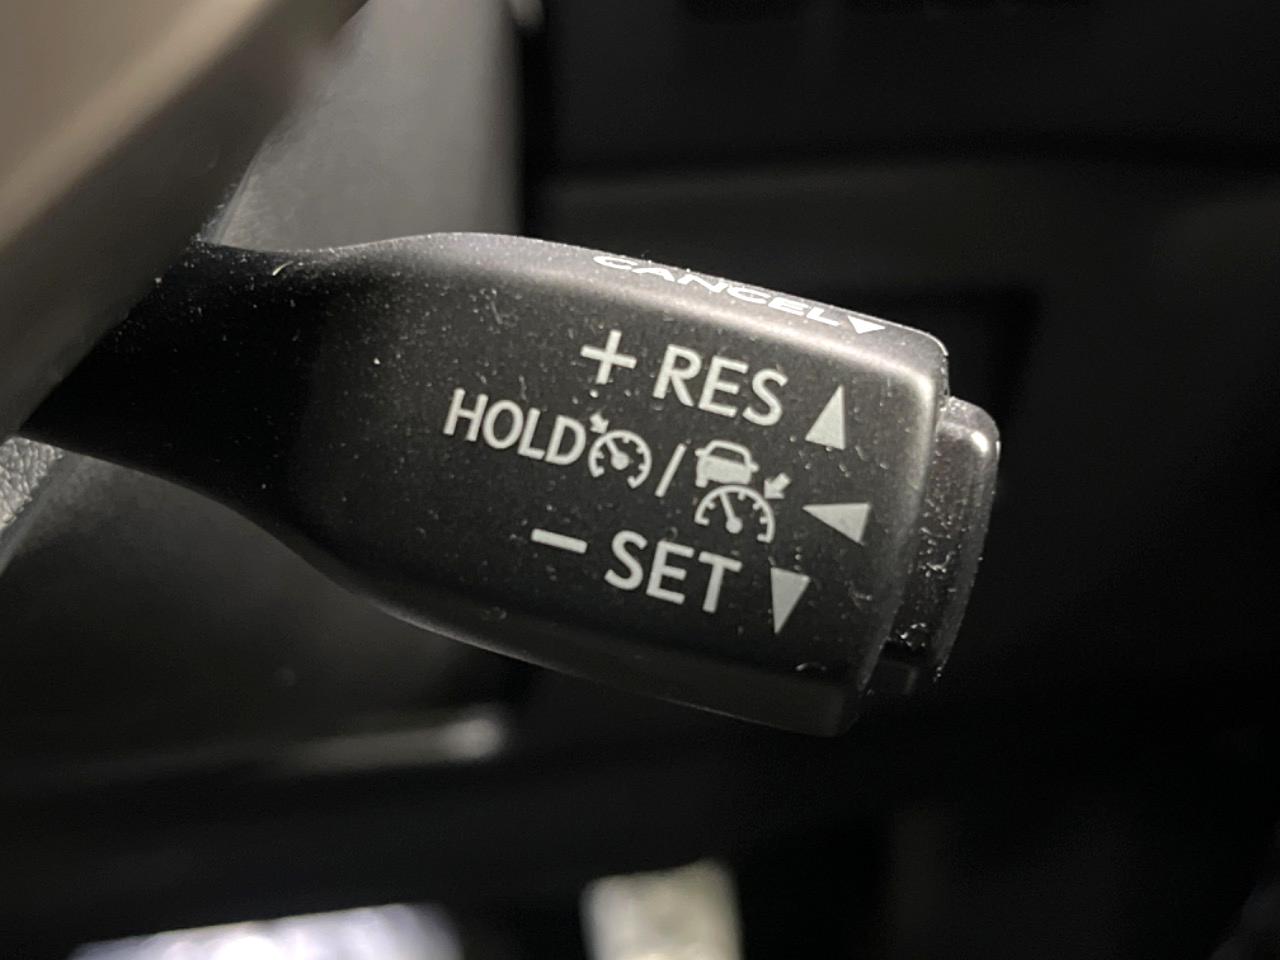 CANCEL
+ RES
HOLD /
– SET